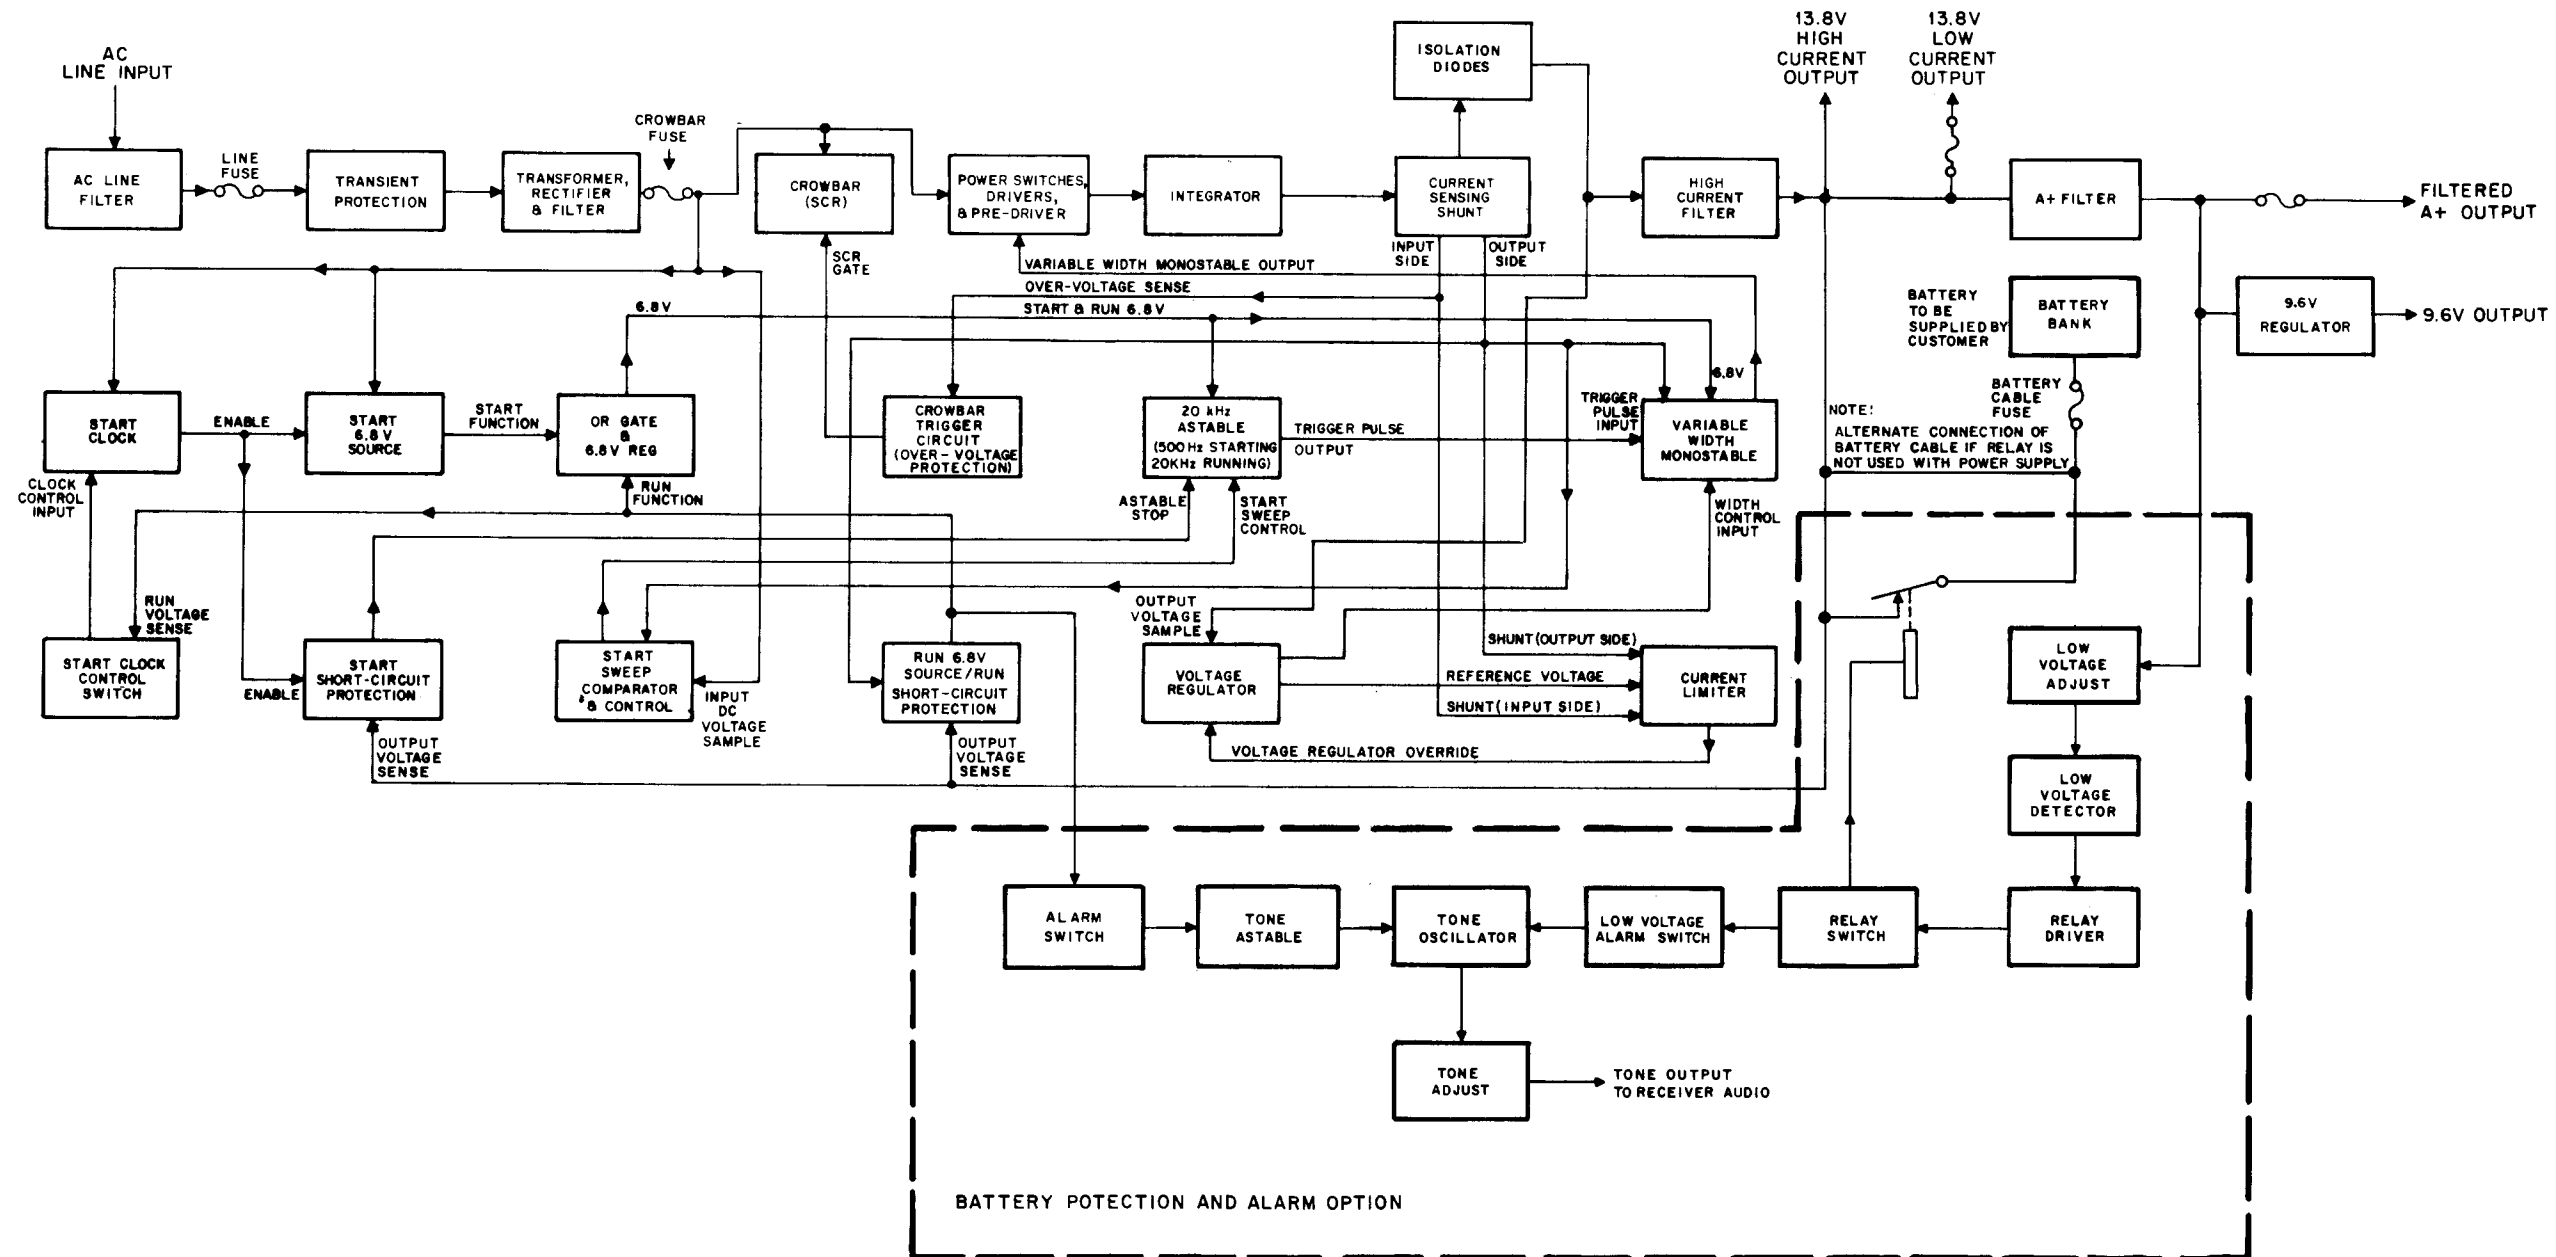 AC
LINE INPUT
AC LINE
FILTER
LINE
FUSE
TRANSIENT
PROTECTION
TRANSFORMER,
RECTIFIER
& FILTER
CROWBAR
FUSE
CROWBAR
(SCR)
POWER SWITCHES,
DRIVERS,
& PRE-DRIVER
INTEGRATOR
ISOLATION
DIODES
CURRENT
SENSING
SHUNT
HIGH
CURRENT
FILTER
13.8V
HIGH
CURRENT
OUTPUT
13.8V
LOW
CURRENT
OUTPUT
A+ FILTER
FILTERED
A+ OUTPUT
SCR
GATE
INPUT
SIDE
OUTPUT
SIDE
VARIABLE WIDTH MONOSTABLE OUTPUT
OVER-VOLTAGE SENSE
START & RUN 6.8V
6.8V
BATTERY
TO BE
SUPPLIED BY
CUSTOMER
BATTERY
BANK
9.6V
REGULATOR
9.6V OUTPUT
START
CLOCK
ENABLE
START
6.8 V
SOURCE
START
FUNCTION
OR GATE
&
6.8V REG
CROWBAR
TRIGGER
CIRCUIT
(OVER-VOLTAGE
PROTECTION)
20 kHz
ASTABLE
(500Hz STARTING
20KHz RUNNING)
TRIGGER PULSE
OUTPUT
TRIGGER
PULSE
INPUT
6.8V
VARIABLE
WIDTH
MONOSTABLE
BATTERY
CABLE
FUSE
NOTE:
ALTERNATE CONNECTION OF
BATTERY CABLE IF RELAY IS
NOT USED WITH POWER SUPPLY
CLOCK
CONTROL
INPUT
RUN
FUNCTION
ASTABLE
STOP
START
SWEEP
CONTROL
WIDTH
CONTROL
INPUT
RUN
VOLTAGE
SENSE
START CLOCK
CONTROL
SWITCH
ENABLE
START
SHORT-CIRCUIT
PROTECTION
START
SWEEP
COMPARATOR
& CONTROL
INPUT
DC
VOLTAGE
SAMPLE
RUN 6.8V
SOURCE/RUN
SHORT-CIRCUIT
PROTECTION
OUTPUT
VOLTAGE
SAMPLE
VOLTAGE
REGULATOR
SHUNT (OUTPUT SIDE)
REFERENCE VOLTAGE
SHUNT (INPUT SIDE)
CURRENT
LIMITER
VOLTAGE REGULATOR OVERRIDE
OUTPUT
VOLTAGE
SENSE
OUTPUT
VOLTAGE
SENSE
LOW
VOLTAGE
ADJUST
LOW
VOLTAGE
DETECTOR
ALARM
SWITCH
TONE
ASTABLE
TONE
OSCILLATOR
LOW VOLTAGE
ALARM SWITCH
RELAY
SWITCH
RELAY
DRIVER
TONE
ADJUST
TONE OUTPUT
TO RECEIVER AUDIO
BATTERY POTECTION AND ALARM OPTION